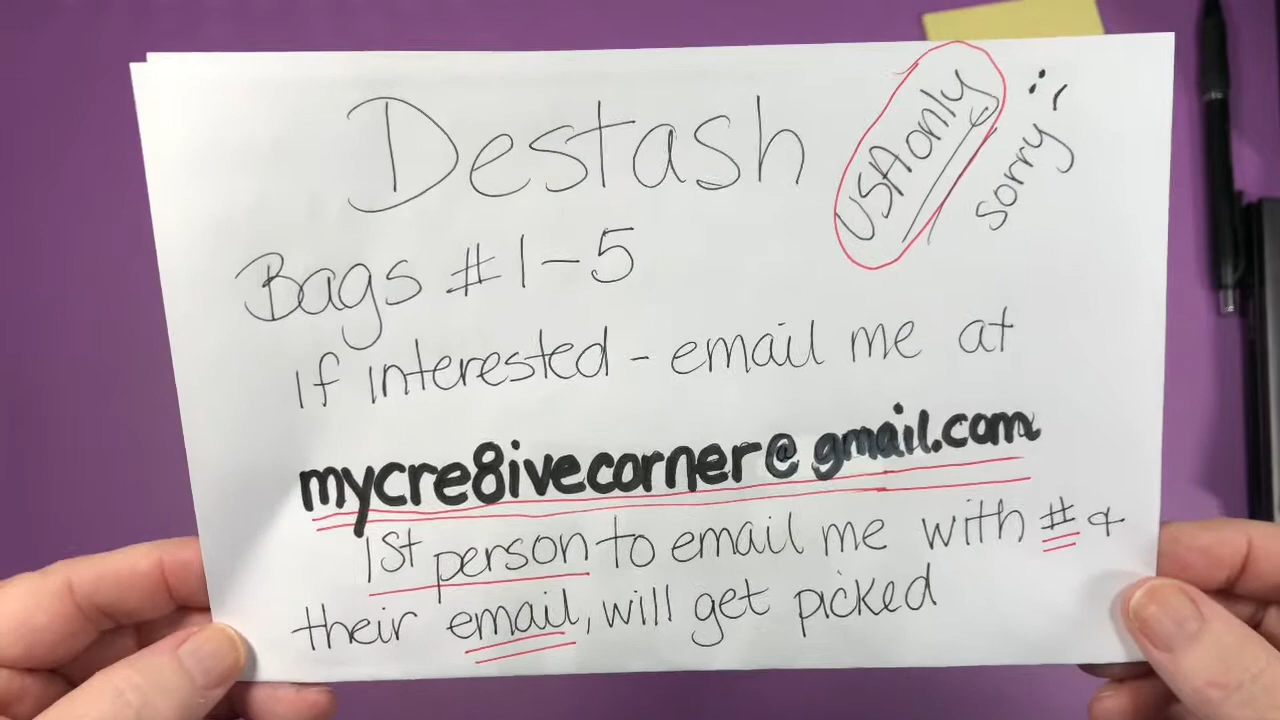 Destash
USA only
sorry :(
Bags #1-5
If interested - email me at
mycre8ivecorner@gmail.com
1st person to email me with # &
their email, will get picked